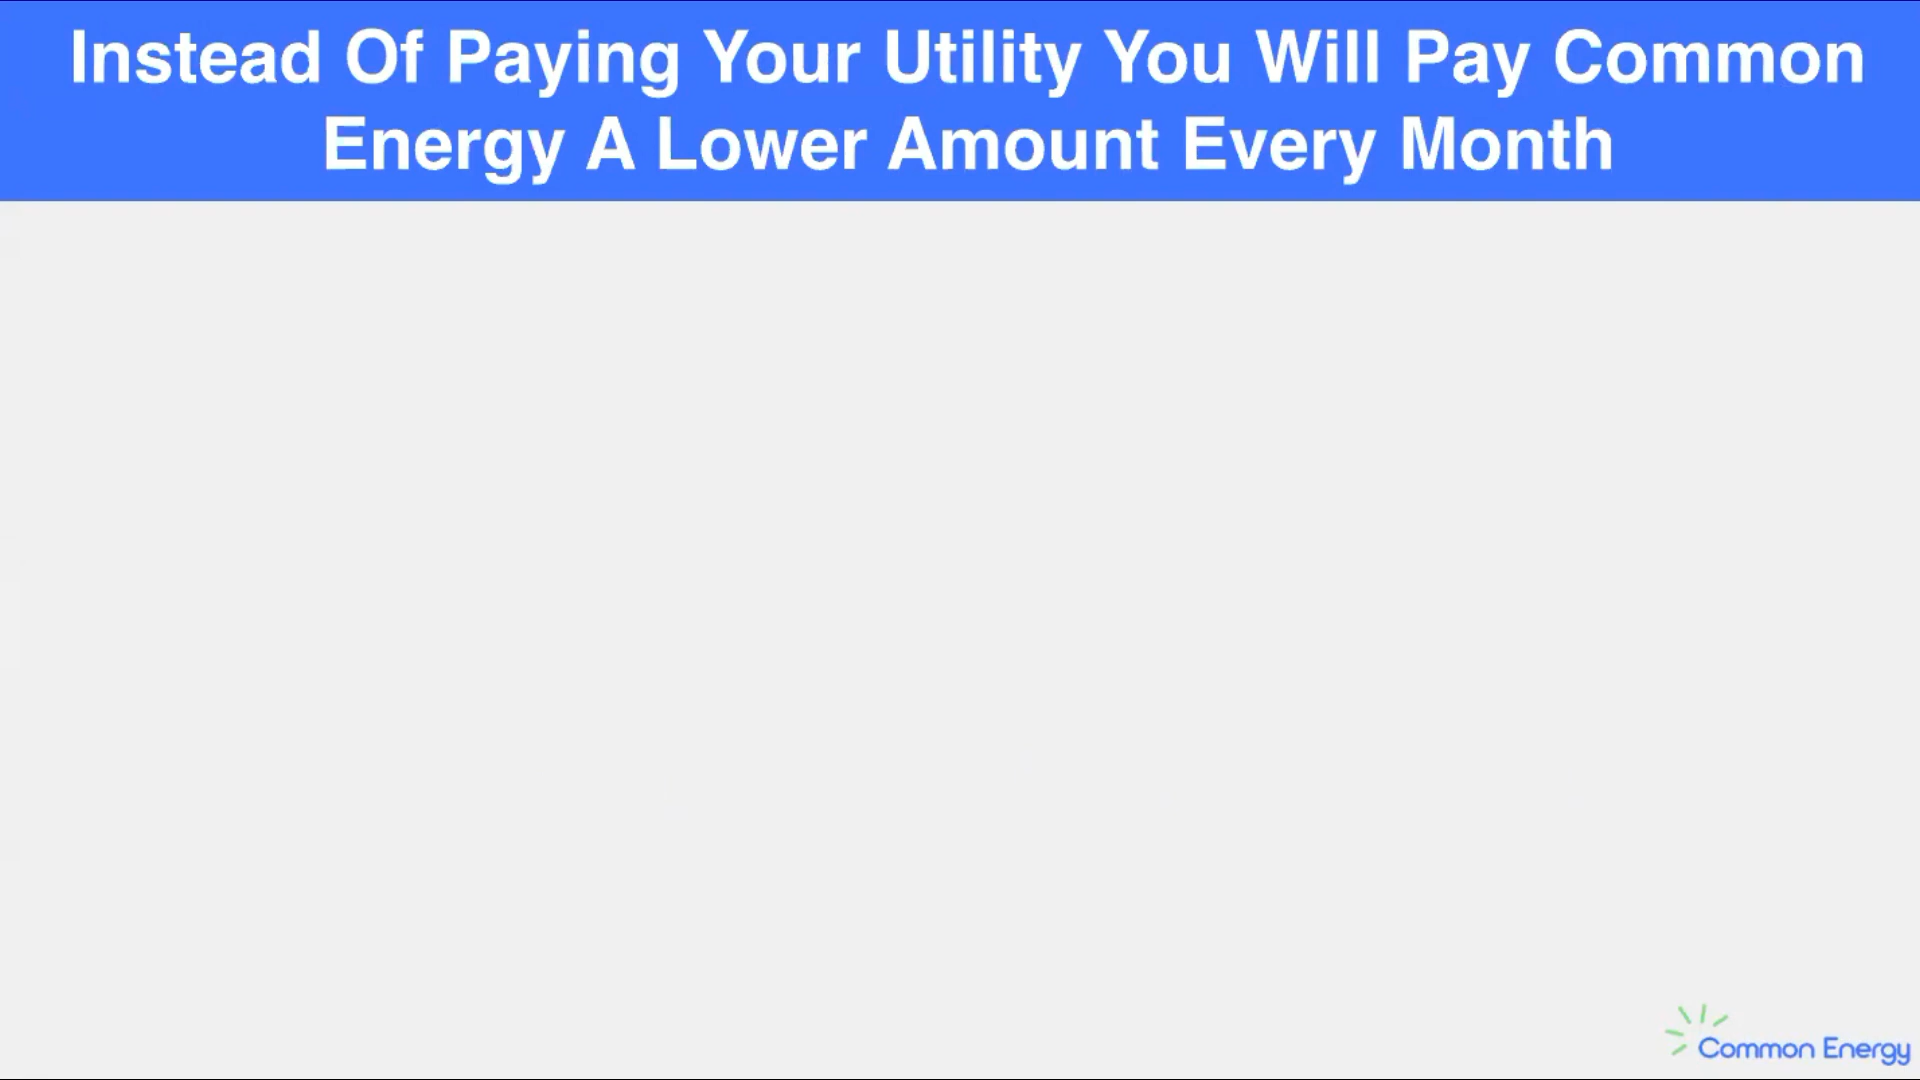 Instead Of Paying Your Utility You Will Pay Common
Energy A Lower Amount Every Month
Common Energy